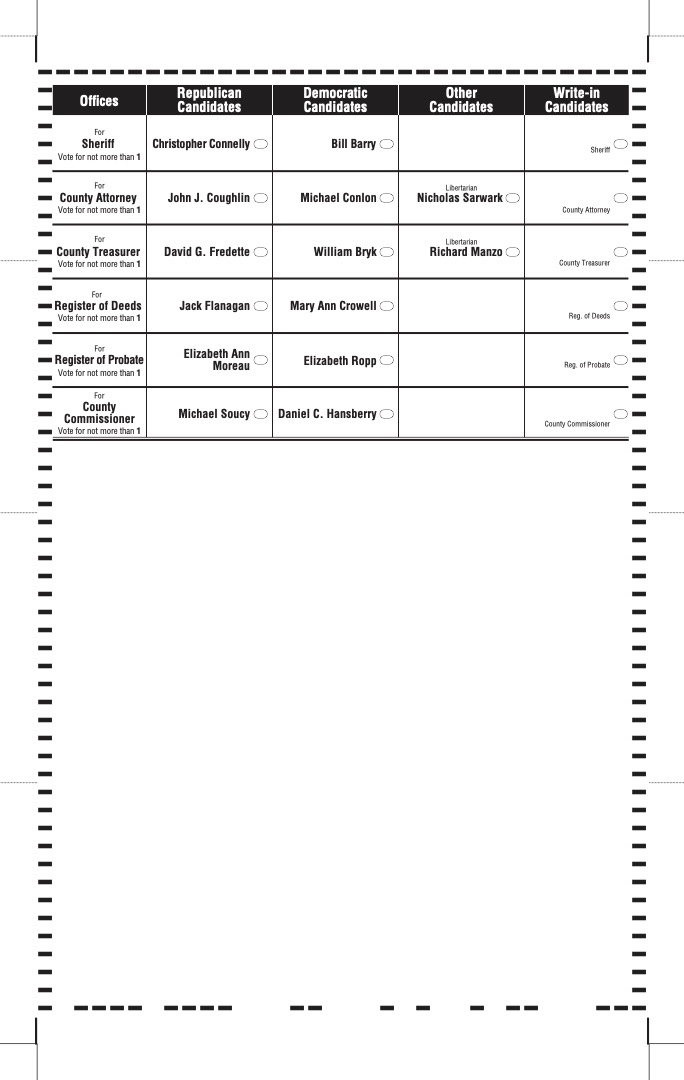 Offices
Republican
Candidates
Democratic
Candidates
Other
Candidates
Write-in
Candidates
For
Sheriff
Vote for not more than 1
Christopher Connelly
Bill Barry
Sheriff
For
County Attorney
Vote for not more than 1
John J. Coughlin
Michael Conlon
Libertarian
Nicholas Sarwark
County Attorney
For
County Treasurer
Vote for not more than 1
David G. Fredette
William Bryk
Libertarian
Richard Manzo
County Treasurer
For
Register of Deeds
Vote for not more than 1
Jack Flanagan
Mary Ann Crowell
Reg. of Deeds
For
Register of Probate
Vote for not more than 1
Elizabeth Ann
Moreau
Elizabeth Ropp
Reg. of Probate
For
County
Commissioner
Vote for not more than 1
Michael Soucy
Daniel C. Hansberry
County Commissioner